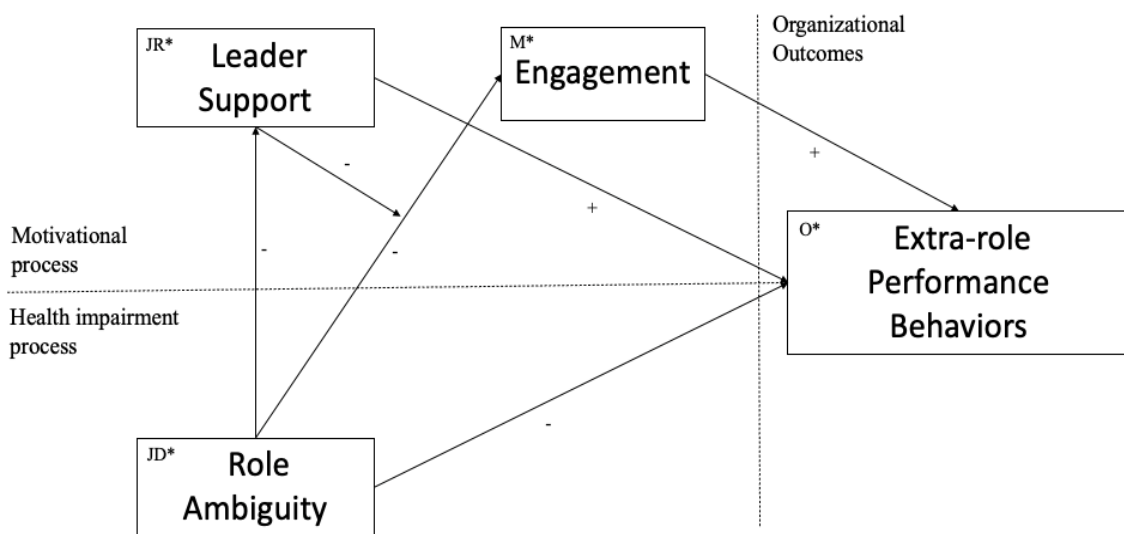 JR*
Leader
Support
M*
Engagement
Organizational
Outcomes
-
+
+
Motivational
process
-
-
O*
Extra-role
Performance
Behaviors
Health impairment
process
-
JD*
Role
Ambiguity